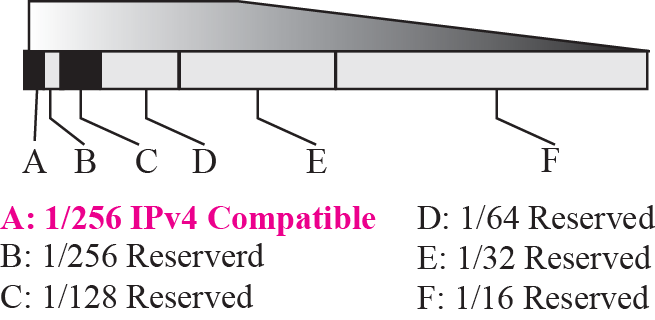 A B C D E F
A: 1/256 IPv4 Compatible
B: 1/256 Reserverd
C: 1/128 Reserved
D: 1/64 Reserved
E: 1/32 Reserved
F: 1/16 Reserved